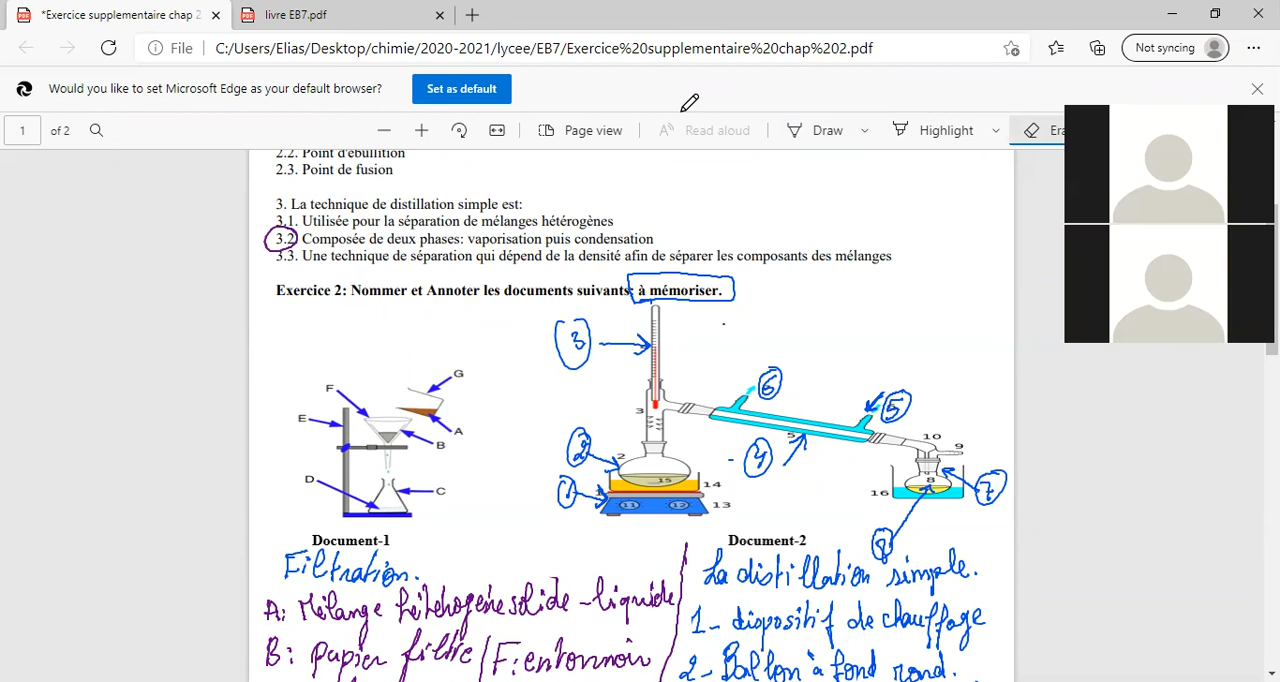 *Exercice supplementaire chap 2.
livre EB7.pdf
File
C:/Users/Elias/Desktop/chimie/2020-2021/lycee/EB7/Exercice%20supplementaire%20chap%202.pdf
Not syncing
Would you like to set Microsoft Edge as your default browser?
Set as default
1 of 2
Page view
Read aloud
Draw
Highlight
2.2. Point d'ébullition
2.3. Point de fusion
3. La technique de distillation simple est:
3.1. Utilisée pour la séparation de mélanges hétérogènes
3.2 Composée de deux phases: vaporisation puis condensation
3.3. Une technique de séparation qui dépend de la densité afin de séparer les composants des mélanges
Exercice 2: Nommer et Annoter les documents suivants: à mémoriser.
G
F
E
A
B
D
C
3
6
5
3
5
4
10
9
2
2
15
14
1
1
11
12
13
8
16
7
8
Document-1
Document-2
Filtration.
La distillation simple.
A: Mélange hétérogène solide-liquide
1- dispositif de chauffage
B: papier filtre / F: entonnoir
2- Ballon à fond rond.